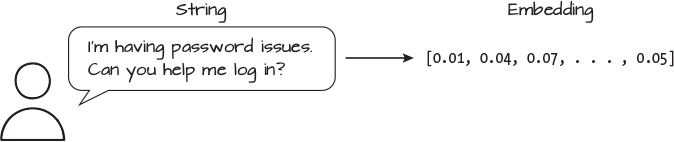 String
Embedding
I'm having password issues.
Can you help me log in?
[0.01, 0.04, 0.07, . . . , 0.05]